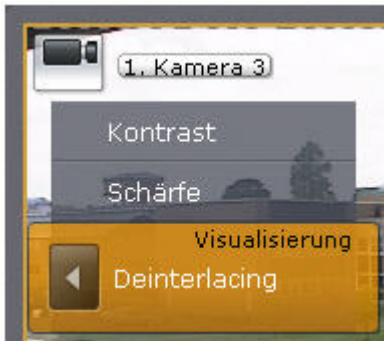 1. Kamera 3
Kontrast
Schärfe
Visualisierung
Deinterlacing